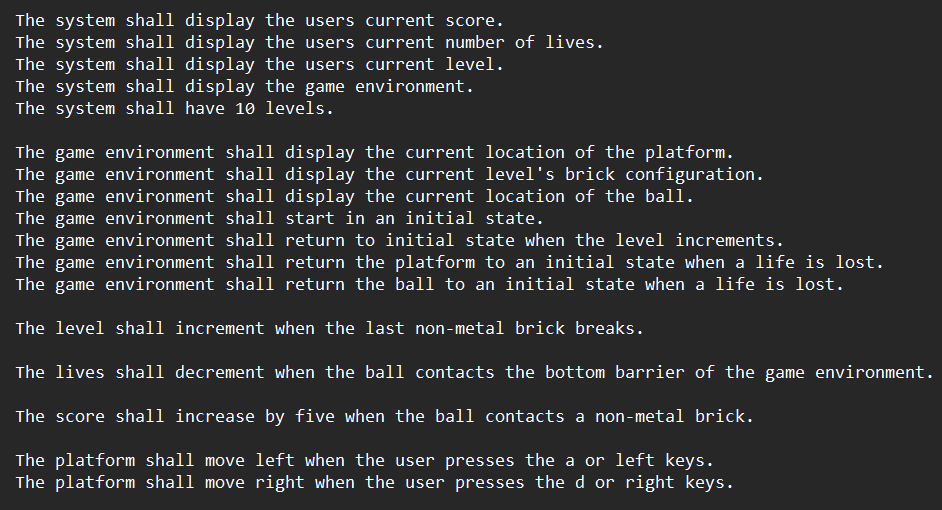 The system shall display the users current score.
The system shall display the users current number of lives.
The system shall display the users current level.
The system shall display the game environment.
The system shall have 10 levels.
The game environment shall display the current location of the platform.
The game environment shall display the current level's brick configuration.
The game environment shall display the current location of the ball.
The game environment shall start in an initial state.
The game environment shall return to initial state when the level increments.
The game environment shall return the platform to an initial state when a life is lost.
The game environment shall return the ball to an initial state when a life is lost.
The level shall increment when the last non-metal brick breaks.
The lives shall decrement when the ball contacts the bottom barrier of the game environment.
The score shall increase by five when the ball contacts a non-metal brick.
The platform shall move left when the user presses the a or left keys.
The platform shall move right when the user presses the d or right keys.